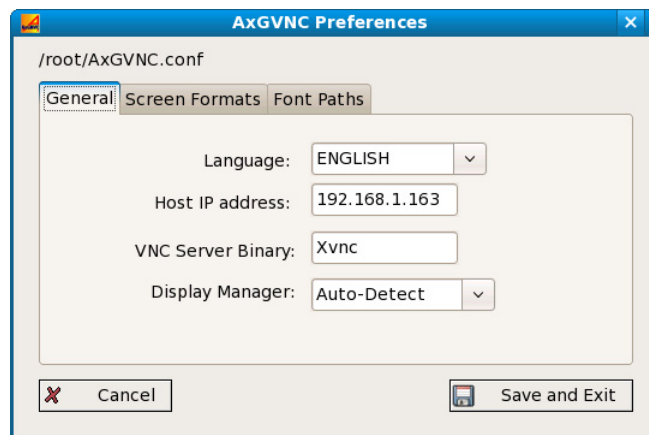 AxGVNC Preferences
/root/AxGVNC.conf
General Screen Formats Font Paths
Language: ENGLISH
Host IP address: 192.168.1.163
VNC Server Binary: Xvnc
Display Manager: Auto-Detect
Cancel Save and Exit